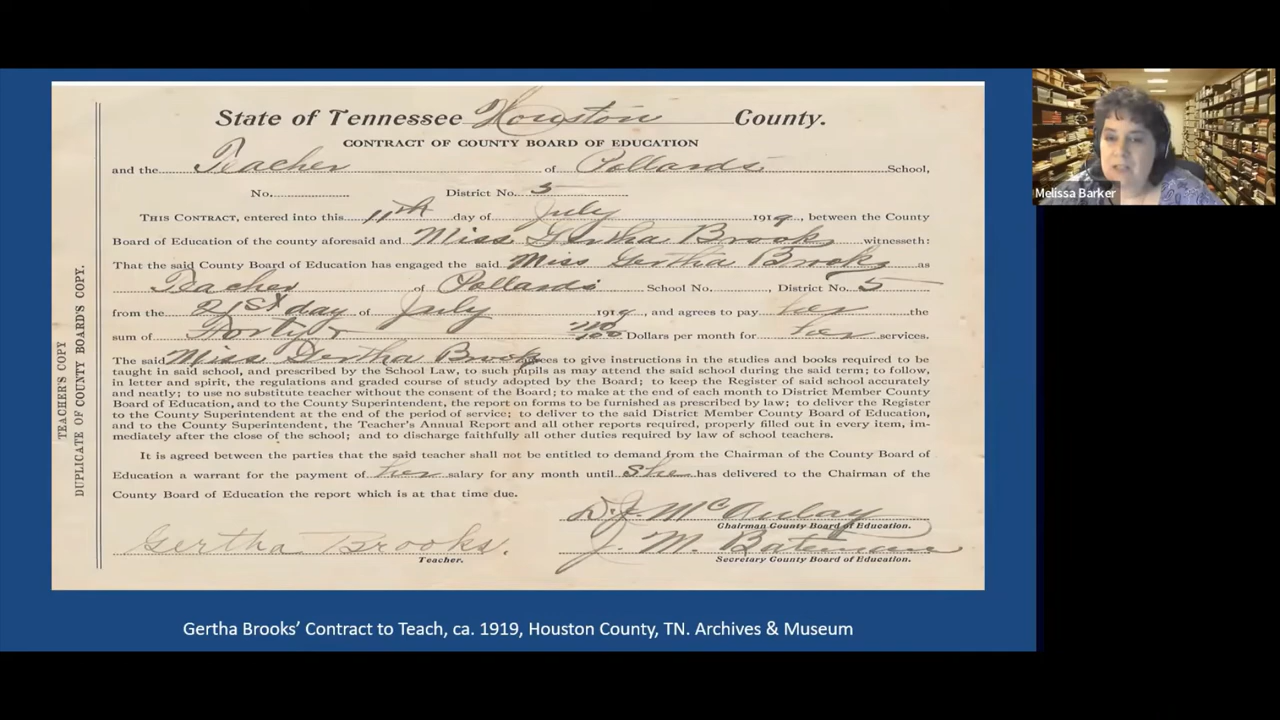 State of Tennessee Houston County.
CONTRACT OF COUNTY BOARD OF EDUCATION
and the Teacher of Pollards School,
No. District No. 5
THIS CONTRACT, entered into this 11th day of July 1919, between the County
Board of Education of the county aforesaid and Miss Gertha Brooks witnesseth:
That the said County Board of Education has engaged the said Miss Gertha Brooks as
Teacher of Pollards School No. , District No. 5
from the 21st day of July 1919, and agrees to pay her the
sum of Forty Dollars per month for her services.
The said Miss Gertha Brooks agrees to give instructions in the studies and books required to be
taught in said school, and prescribed by the School Law, to such pupils as may attend the said school during the said term; to follow,
in letter and spirit, the regulations and graded course of study adopted by the Board; to keep the Register of said school accurately
and neatly; to use no substitute teacher without the consent of the Board; to make at the end of each month to District Member County
Board of Education, and to the County Superintendent, the report on forms to be furnished as prescribed by law; to deliver the Register
to the County Superintendent at the end of the period of service; to deliver to the said District Member County Board of Education,
and to the County Superintendent, the Teacher's Annual Report and all other reports required, properly filled out in every item, im-
mediately after the close of the school; and to discharge faithfully all other duties required by law of school teachers.
It is agreed between the parties that the said teacher shall not be entitled to demand from the Chairman of the County Board of
Education a warrant for the payment of her salary for any month until she has delivered to the Chairman of the
County Board of Education the report which is at that time due.
D. J. McAulay
Chairman County Board of Education.
Gertha Brooks. J. M. Bateman
Teacher. Secretary County Board of Education.
TEACHER'S COPY
DUPLICATE OF COUNTY BOARD'S COPY.
Gertha Brooks' Contract to Teach, ca. 1919, Houston County, TN. Archives & Museum
Melissa Barker